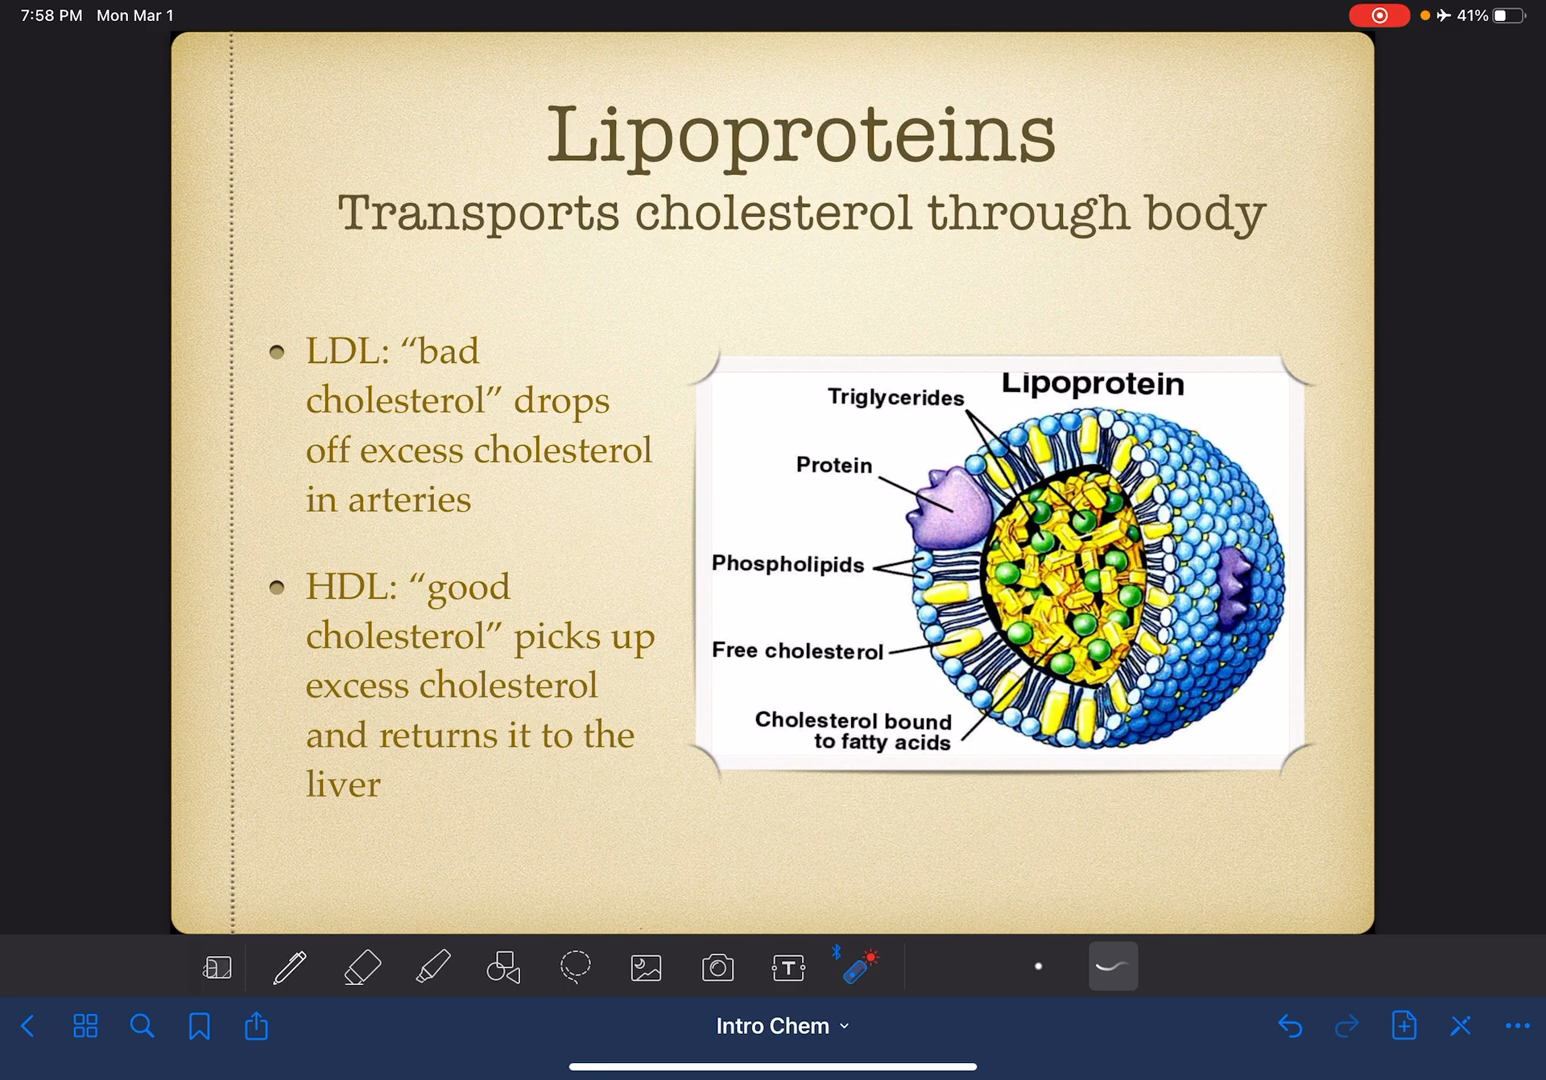 7:58 PM Mon Mar 1
41%
Lipoproteins
Transports cholesterol through body
LDL: “bad
cholesterol” drops
off excess cholesterol
in arteries
HDL: “good
cholesterol” picks up
excess cholesterol
and returns it to the
liver
Lipoprotein
Triglycerides
Protein
Phospholipids
Free cholesterol
Cholesterol bound
to fatty acids
T
Intro Chem